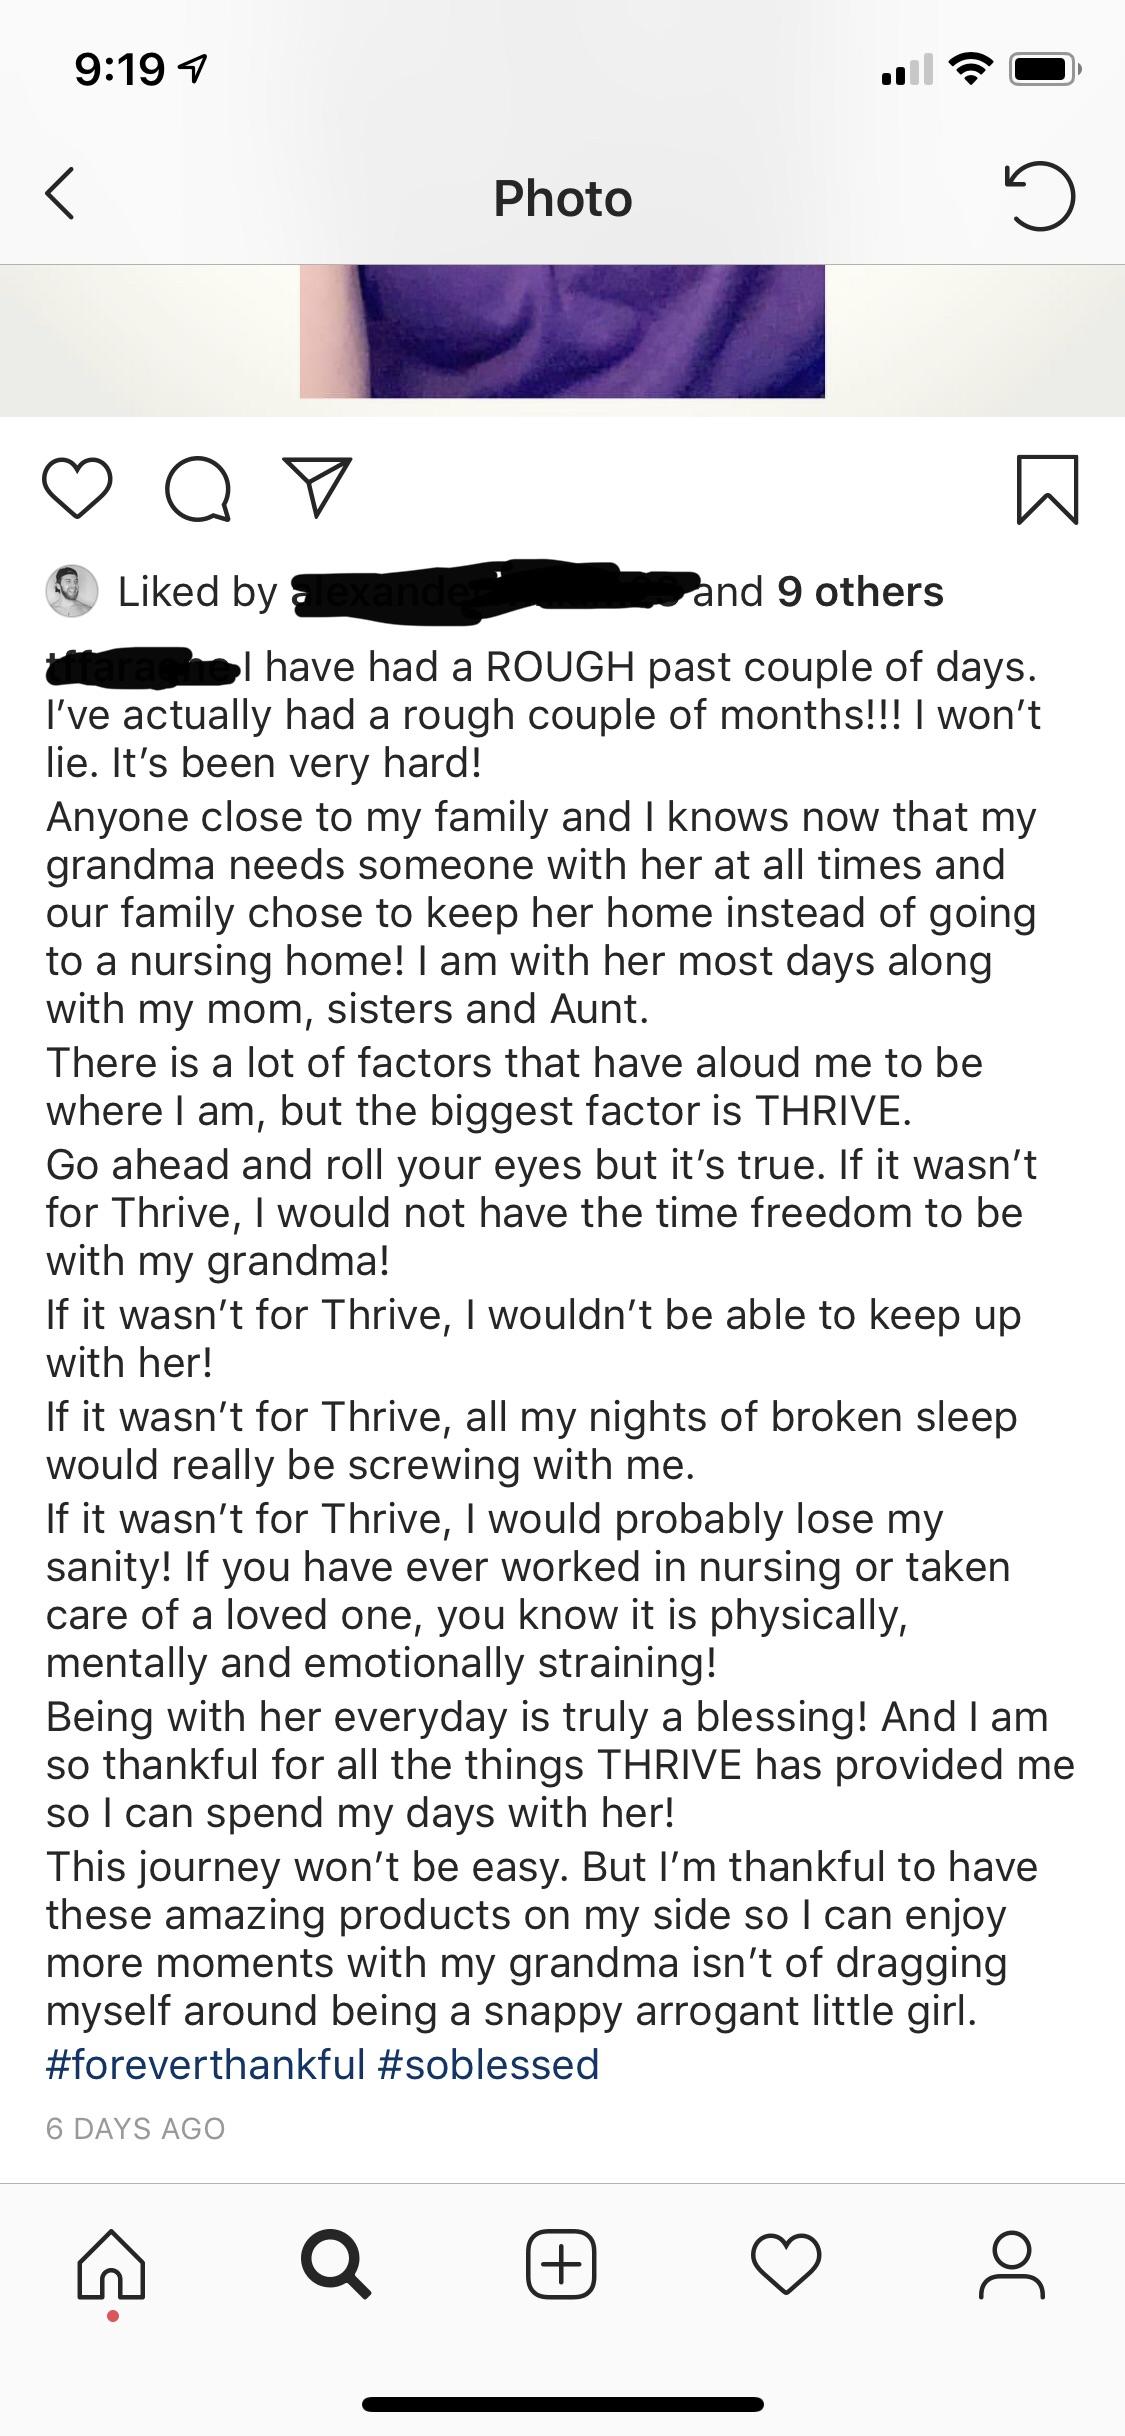 9:19
Photo
Liked by and 9 others
I have had a ROUGH past couple of days.
I've actually had a rough couple of months!!! I won't
lie. It's been very hard!
Anyone close to my family and I knows now that my
grandma needs someone with her at all times and
our family chose to keep her home instead of going
to a nursing home! I am with her most days along
with my mom, sisters and Aunt.
There is a lot of factors that have aloud me to be
where I am, but the biggest factor is THRIVE.
Go ahead and roll your eyes but it's true. If it wasn't
for Thrive, I would not have the time freedom to be
with my grandma!
If it wasn't for Thrive, I wouldn't be able to keep up
with her!
If it wasn't for Thrive, all my nights of broken sleep
would really be screwing with me.
If it wasn't for Thrive, I would probably lose my
sanity! If you have ever worked in nursing or taken
care of a loved one, you know it is physically,
mentally and emotionally straining!
Being with her everyday is truly a blessing! And I am
so thankful for all the things THRIVE has provided me
so I can spend my days with her!
This journey won't be easy. But I'm thankful to have
these amazing products on my side so I can enjoy
more moments with my grandma isn't of dragging
myself around being a snappy arrogant little girl.
#foreverthankful #soblessed
6 DAYS AGO